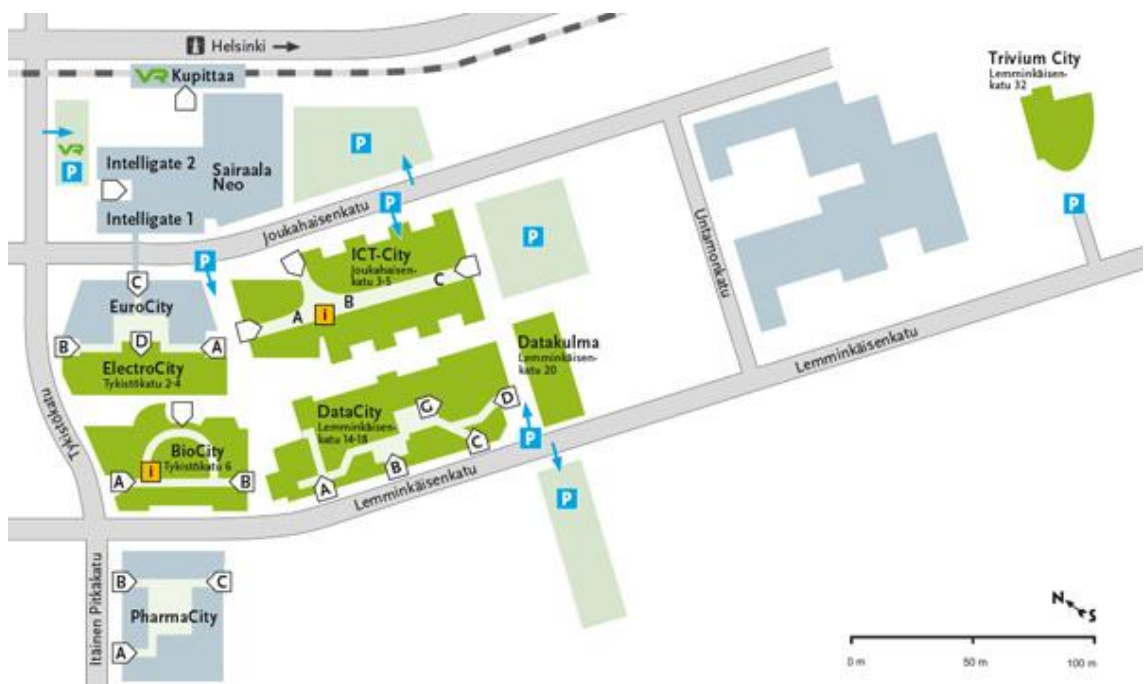 Helsinki
VR Kupittaa
Trivium City
Lemminkäisen-
katu 32
VR
P
Intelligate 2
Sairaala
Neo
Intelligate 1
P
P
P
P
P
Joukahaisenkatu
Untamonkatu
ICT-City
Joukahaisen-
katu 3-5
A
B
C
i
C
EuroCity
B
D
A
ElectroCity
Tykistökatu 2-4
Datakulma
Lemminkäisen-
katu 20
Lemminkäisenkatu
Tykistökatu
BioCity
Tykistökatu 6
i
A
B
DataCity
Lemminkäisen-
katu 14-18
G
D
A
B
C
P
P
Lemminkäisenkatu
Itäinen Pitkäkatu
B
C
PharmaCity
A
N
S
0 m
50 m
100 m